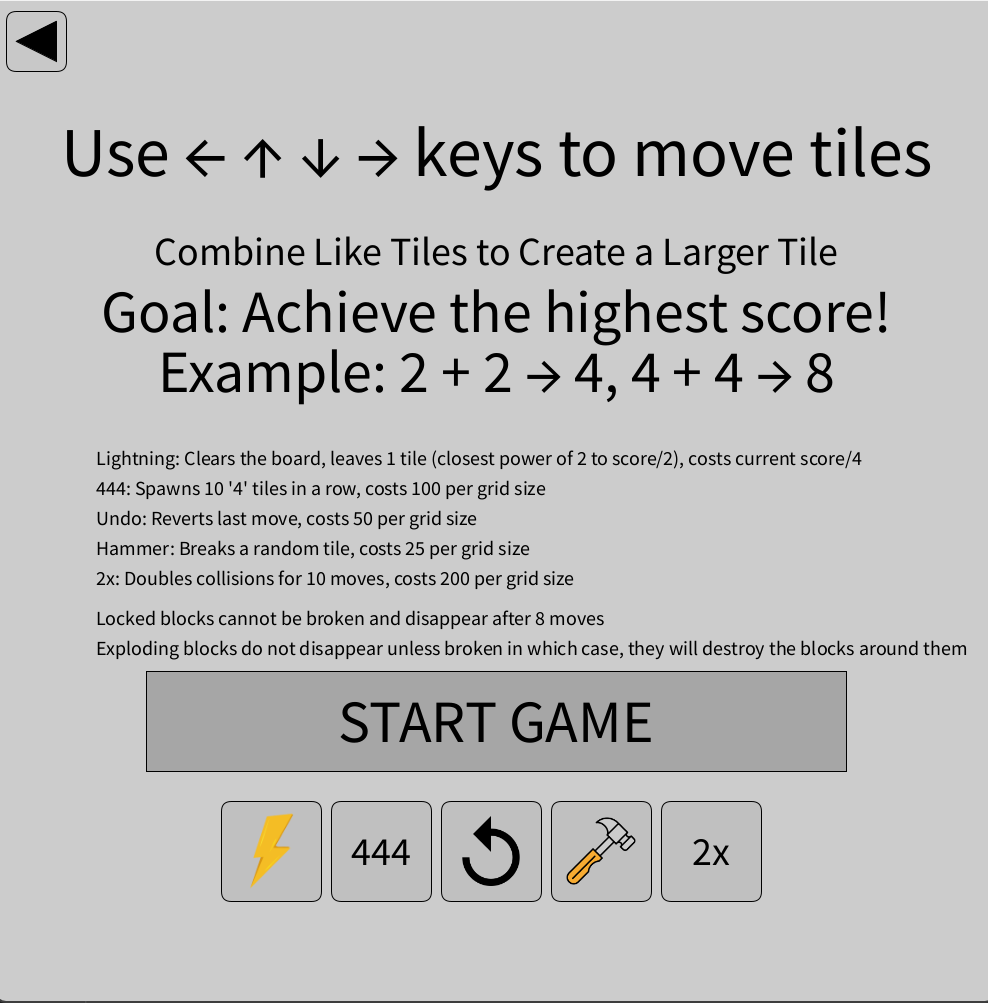 Use ← ↑ ↓ → keys to move tiles
Combine Like Tiles to Create a Larger Tile
Goal: Achieve the highest score!
Example: 2 + 2 → 4, 4 + 4 → 8
Lightning: Clears the board, leaves 1 tile (closest power of 2 to score/2), costs current score/4
444: Spawns 10 '4' tiles in a row, costs 100 per grid size
Undo: Reverts last move, costs 50 per grid size
Hammer: Breaks a random tile, costs 25 per grid size
2x: Doubles collisions for 10 moves, costs 200 per grid size
Locked blocks cannot be broken and disappear after 8 moves
Exploding blocks do not disappear unless broken in which case, they will destroy the blocks around them
START GAME
444
2x